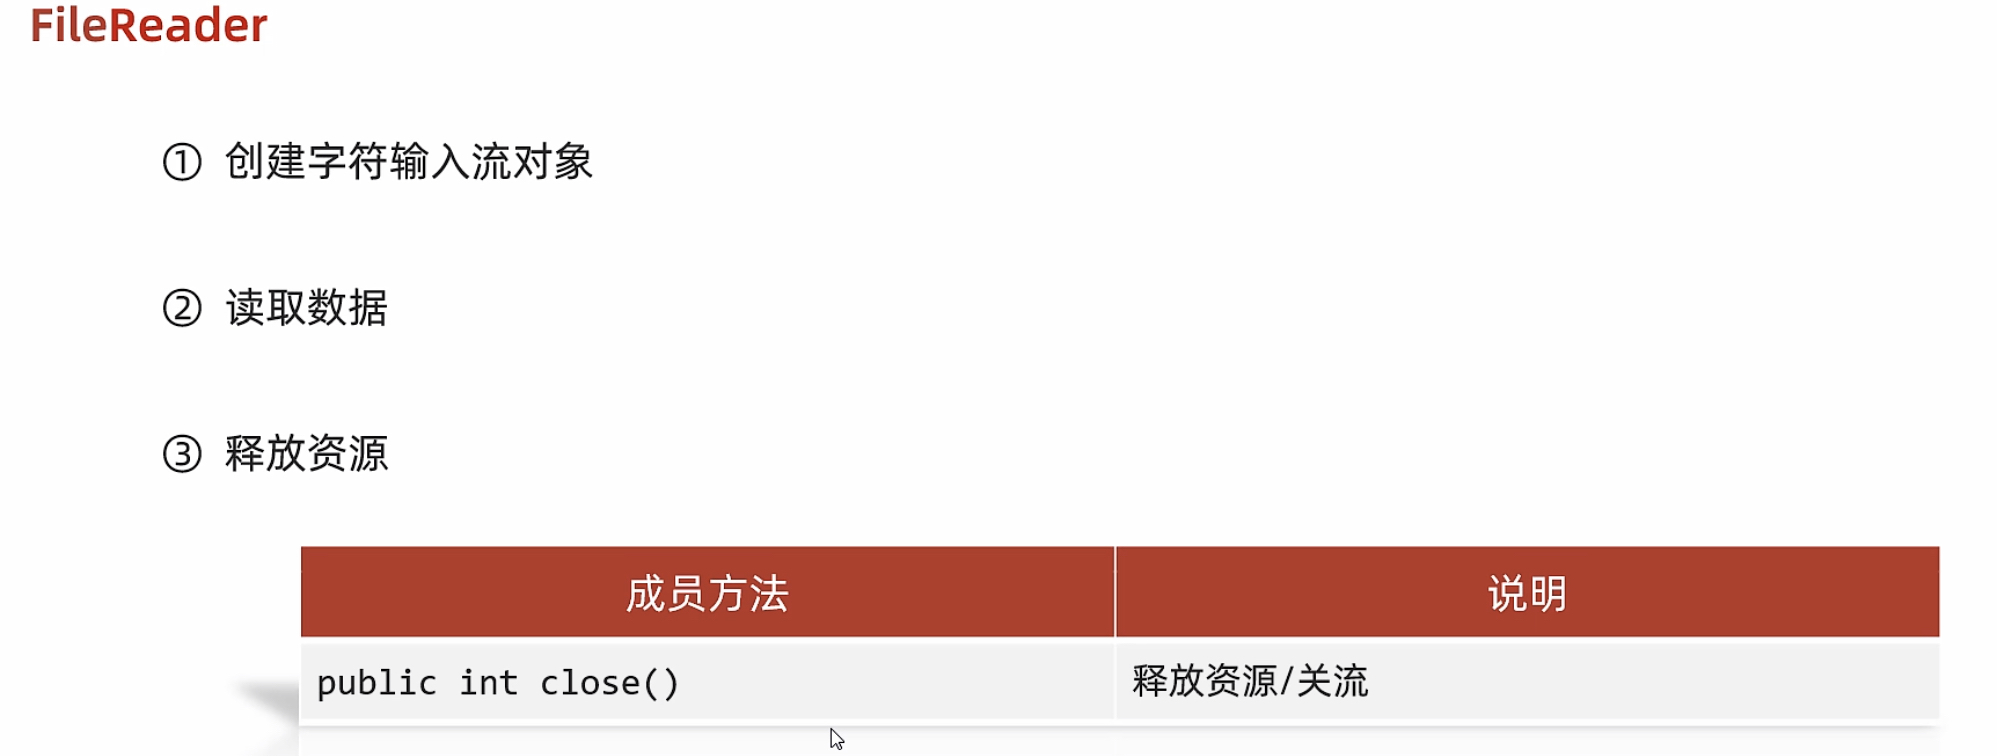 FileReader
① 创建字符输入流对象
② 读取数据
③ 释放资源
成员方法 说明
public int close() 释放资源/关流